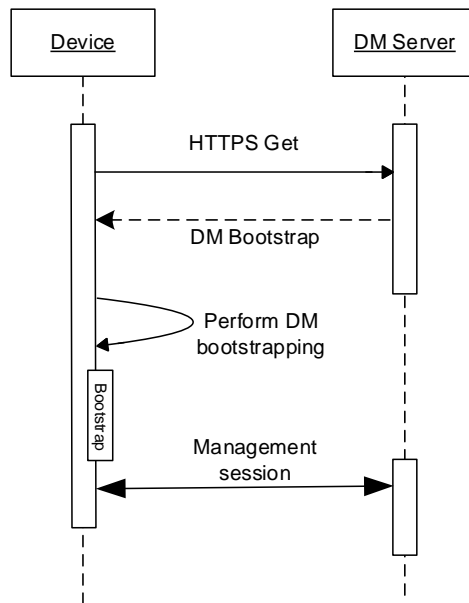 Device
DM Server
HTTPS Get
DM Bootstrap
Perform DM
bootstrapping
Bootstrap
Management
session